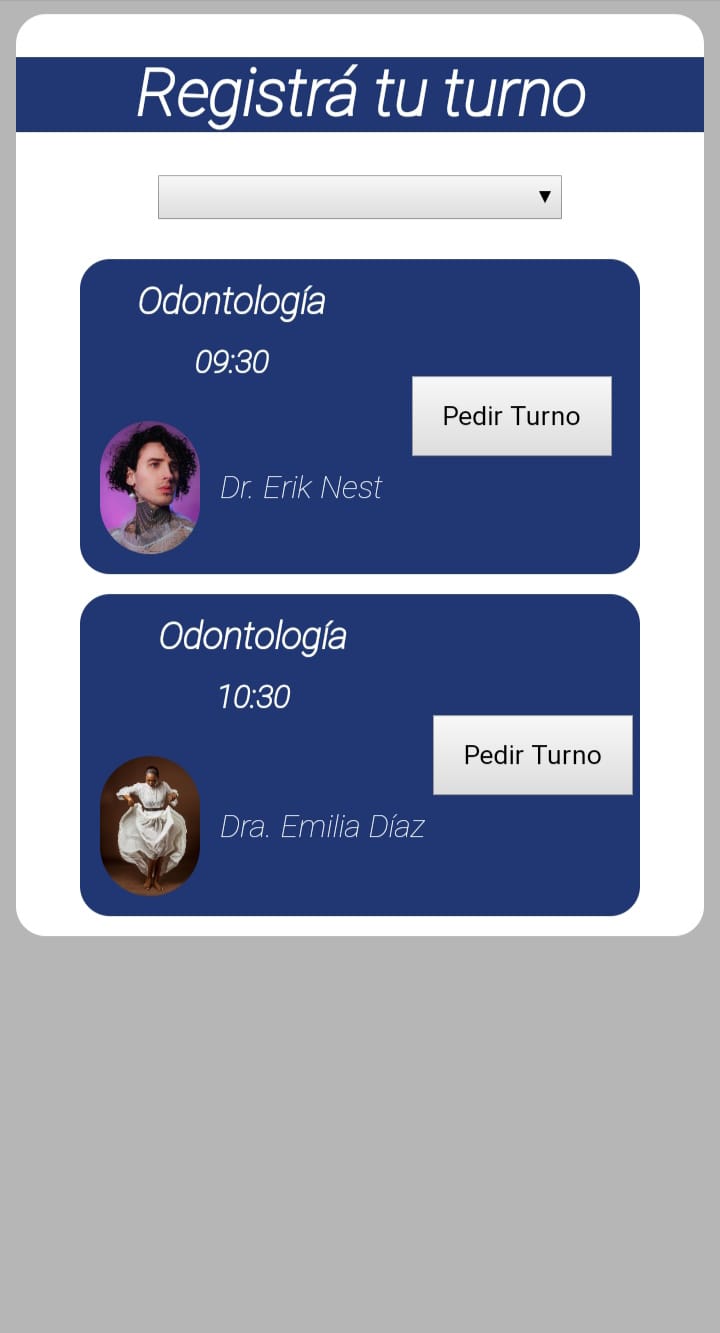 Registrá tu turno
Odontología
09:30
Pedir Turno
Dr. Erik Nest
Odontología
10:30
Pedir Turno
Dra. Emilia Díaz